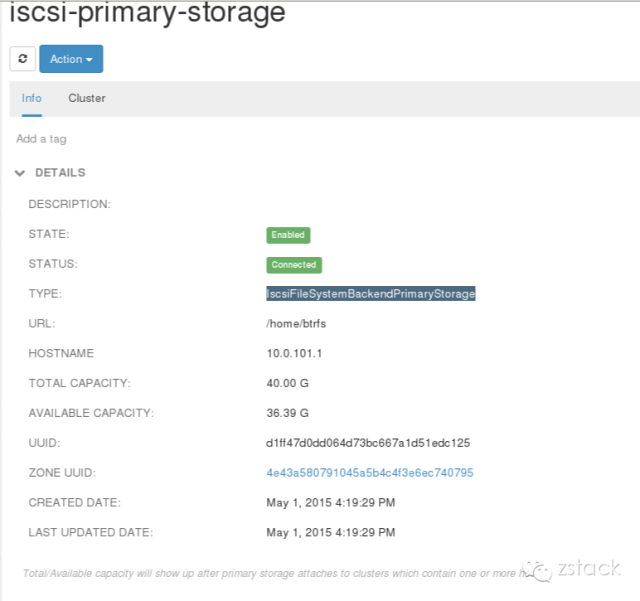 iscsi-primary-storage
Action
Info Cluster
Add a tag
DETAILS
DESCRIPTION:
STATE: Enabled
STATUS: Connected
TYPE: IscsiFileSystemBackendPrimaryStorage
URL: /home/btrfs
HOSTNAME 10.0.101.1
TOTAL CAPACITY: 40.00 G
AVAILABLE CAPACITY: 36.39 G
UUID: d1ff47d0dd064d73bc667a1d51edc125
ZONE UUID: 4e43a580791045a5b4c4f3e6ec740795
CREATED DATE: May 1, 2015 4:19:29 PM
LAST UPDATED DATE: May 1, 2015 4:19:29 PM
Total/Available capacity will show up after primary storage attaches to clusters which contain one or more
zstack